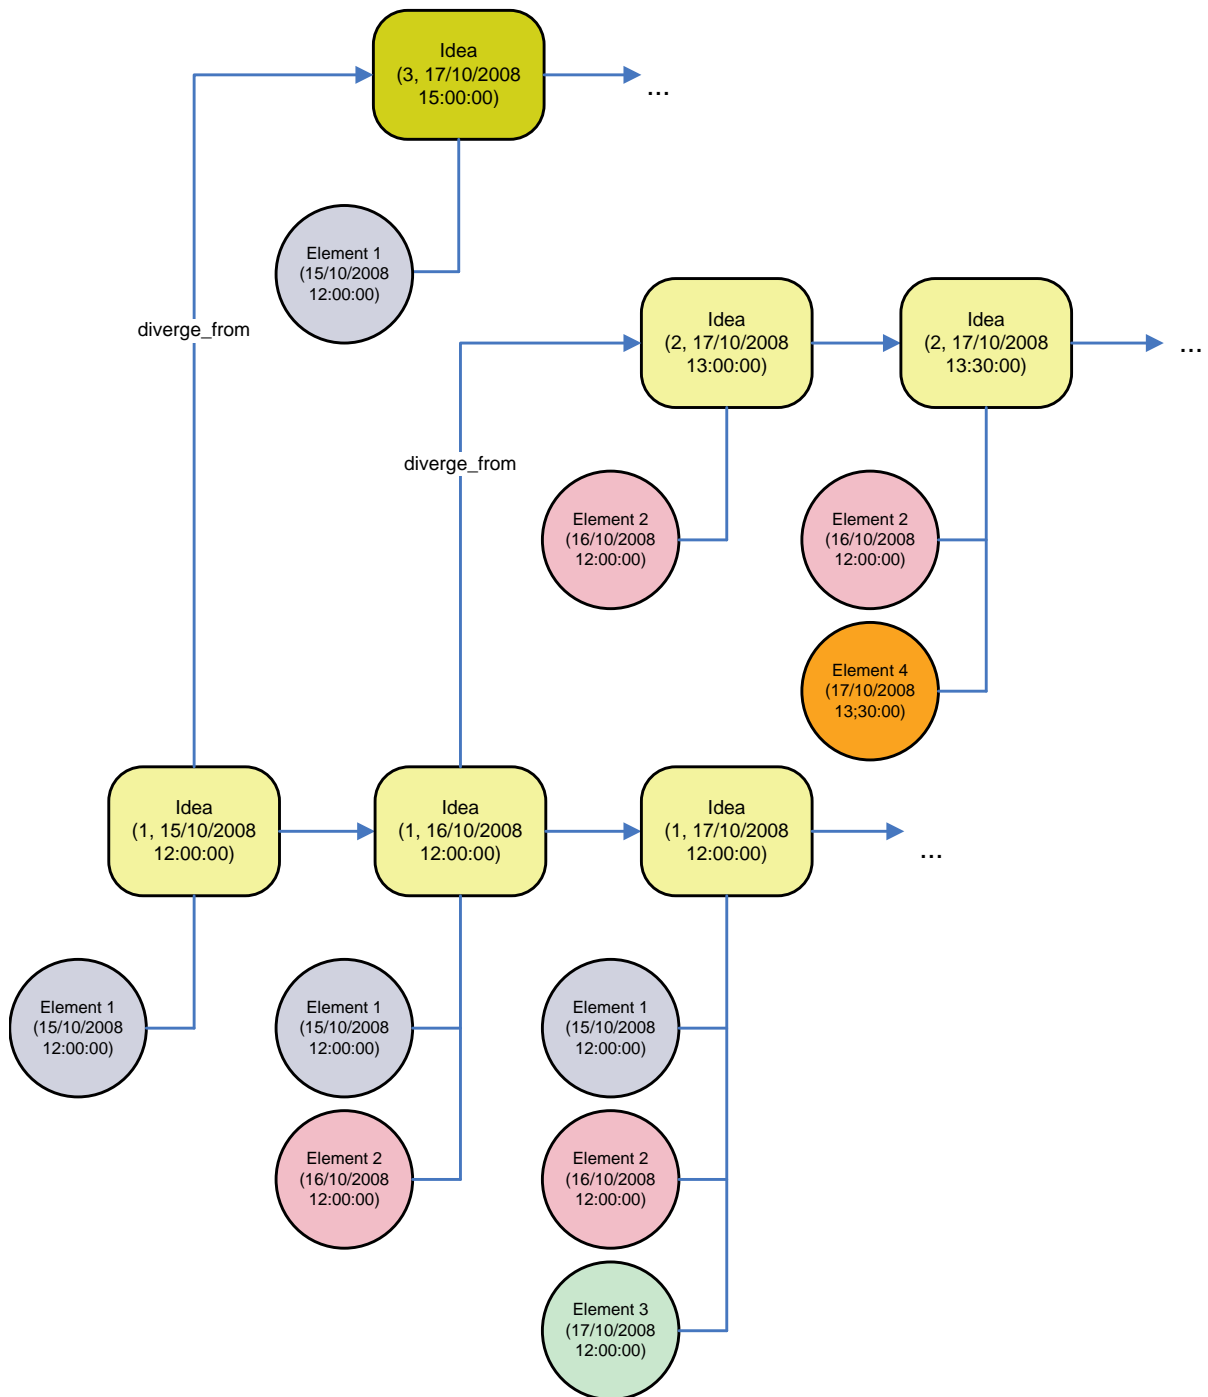 Idea
(3, 17/10/2008
15:00:00)
...
Element 1
(15/10/2008
12:00:00)
diverge_from
Idea
(2, 17/10/2008
13:00:00)
Idea
(2, 17/10/2008
13:30:00)
...
diverge_from
Element 2
(16/10/2008
12:00:00)
Element 2
(16/10/2008
12:00:00)
Element 4
(17/10/2008
13;30:00)
Idea
(1, 15/10/2008
12:00:00)
Idea
(1, 16/10/2008
12:00:00)
Idea
(1, 17/10/2008
12:00:00)
...
Element 1
(15/10/2008
12:00:00)
Element 1
(15/10/2008
12:00:00)
Element 1
(15/10/2008
12:00:00)
Element 2
(16/10/2008
12:00:00)
Element 2
(16/10/2008
12:00:00)
Element 3
(17/10/2008
12:00:00)